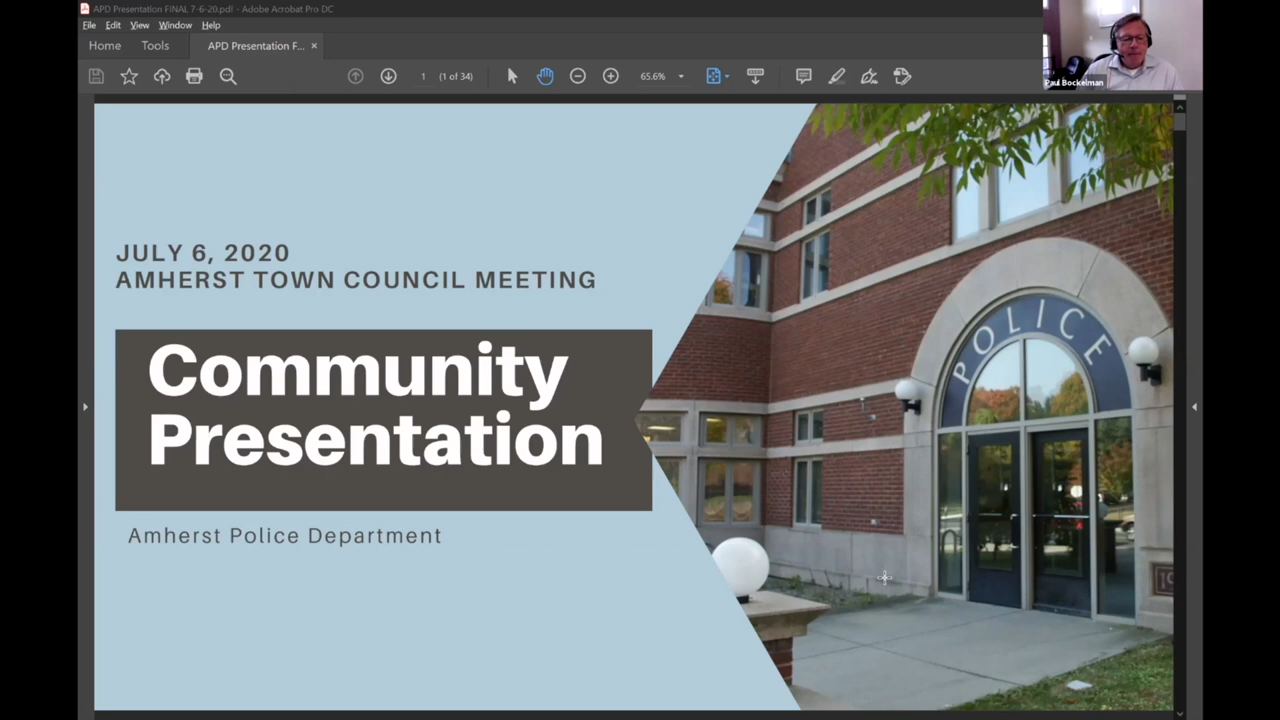 APD Presentation FINAL 7-6-20.pdf - Adobe Acrobat Pro DC
File Edit View Window Help
Home Tools APD Presentation F... ×
1 (1 of 34) 65.6%
Paul Bockelman
JULY 6, 2020
AMHERST TOWN COUNCIL MEETING
Community
Presentation
Amherst Police Department
POLICE